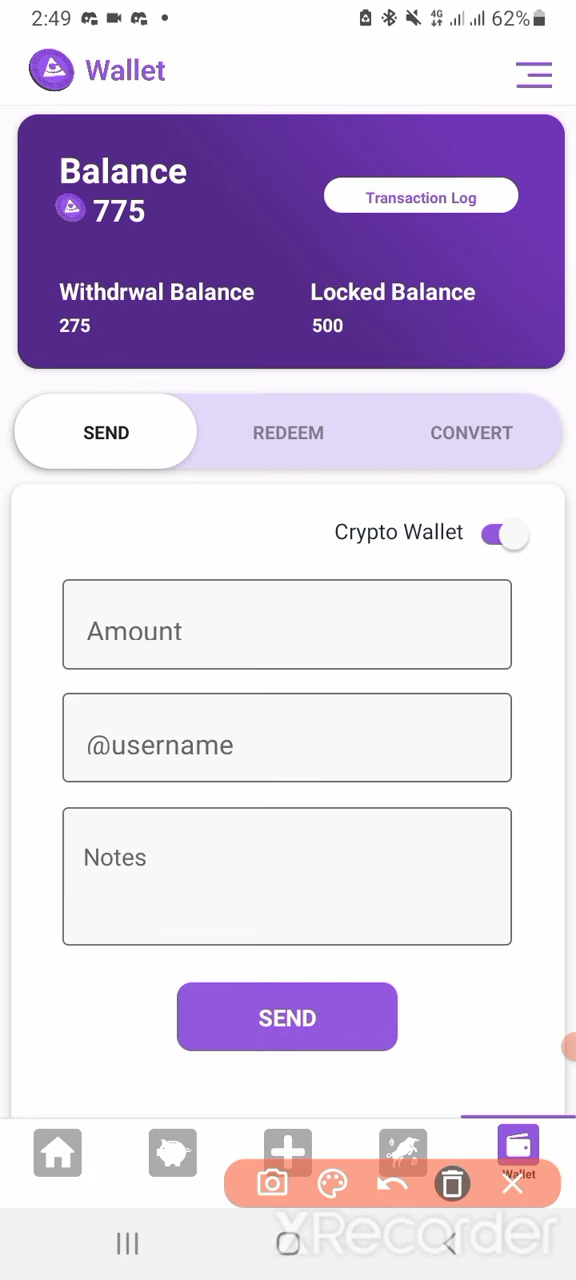 2:49
4G
62%
Wallet
Balance
775
Transaction Log
Withdrwal Balance
Locked Balance
275
500
SEND
REDEEM
CONVERT
Crypto Wallet
Amount
@username
Notes
SEND
Wallet
XRecorder